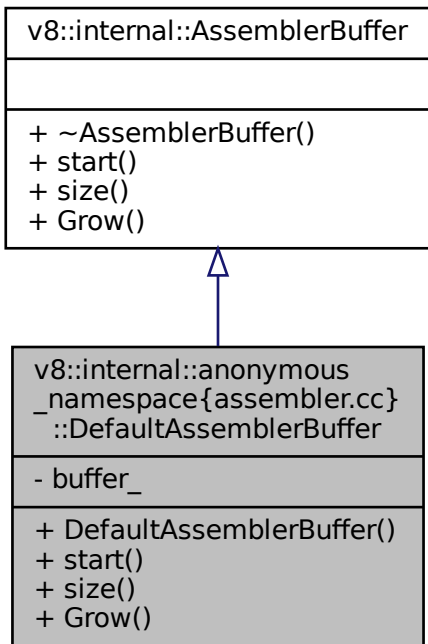 v8::internal::AssemblerBuffer
+ ~AssemblerBuffer()
+ start()
+ size()
+ Grow()
v8::internal::anonymous
_namespace{assembler.cc}
::DefaultAssemblerBuffer
- buffer_
+ DefaultAssemblerBuffer()
+ start()
+ size()
+ Grow()